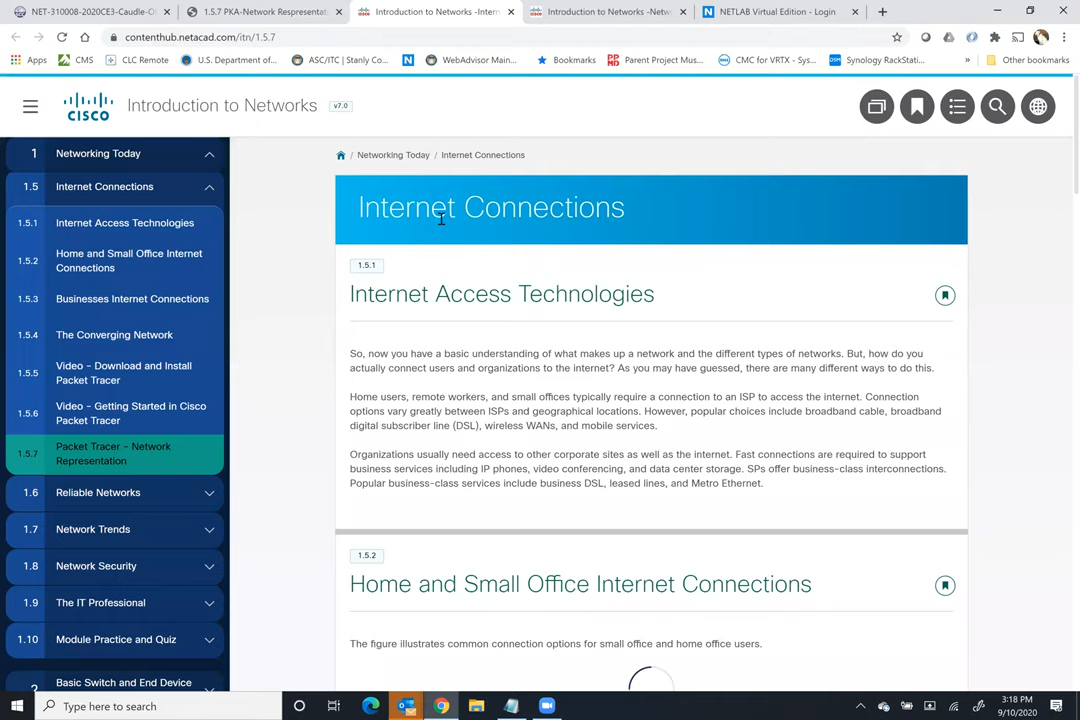 NET-310008-2020CE3-Caudle-O
1.5.7 PKA-Network Respresentat
Introduction to Networks -Intern
Introduction to Networks -Netw
NETLAB Virtual Edition - Login
contenthub.netacad.com/itn/1.5.7
Apps
CMS
CLC Remote
U.S. Department of...
ASC/ITC | Stanly Co...
WebAdvisor Main...
Bookmarks
Parent Project Mus...
CMC for VRTX - Sys...
Synology RackStati...
»
Other bookmarks
CISCO
Introduction to Networks
v7.0
1 Networking Today
1.5 Internet Connections
1.5.1 Internet Access Technologies
1.5.2 Home and Small Office Internet
Connections
1.5.3 Businesses Internet Connections
1.5.4 The Converging Network
1.5.5 Video - Download and Install
Packet Tracer
1.5.6 Video - Getting Started in Cisco
Packet Tracer
1.5.7 Packet Tracer - Network
Representation
1.6 Reliable Networks
1.7 Network Trends
1.8 Network Security
1.9 The IT Professional
1.10 Module Practice and Quiz
2 Basic Switch and End Device
/ Networking Today / Internet Connections
Internet Connections
1.5.1
Internet Access Technologies
So, now you have a basic understanding of what makes up a network and the different types of networks. But, how do you
actually connect users and organizations to the internet? As you may have guessed, there are many different ways to do this.
Home users, remote workers, and small offices typically require a connection to an ISP to access the internet. Connection
options vary greatly between ISPs and geographical locations. However, popular choices include broadband cable, broadband
digital subscriber line (DSL), wireless WANs, and mobile services.
Organizations usually need access to other corporate sites as well as the internet. Fast connections are required to support
business services including IP phones, video conferencing, and data center storage. SPs offer business-class interconnections.
Popular business-class services include business DSL, leased lines, and Metro Ethernet.
1.5.2
Home and Small Office Internet Connections
The figure illustrates common connection options for small office and home office users.
Type here to search
3:18 PM
9/10/2020